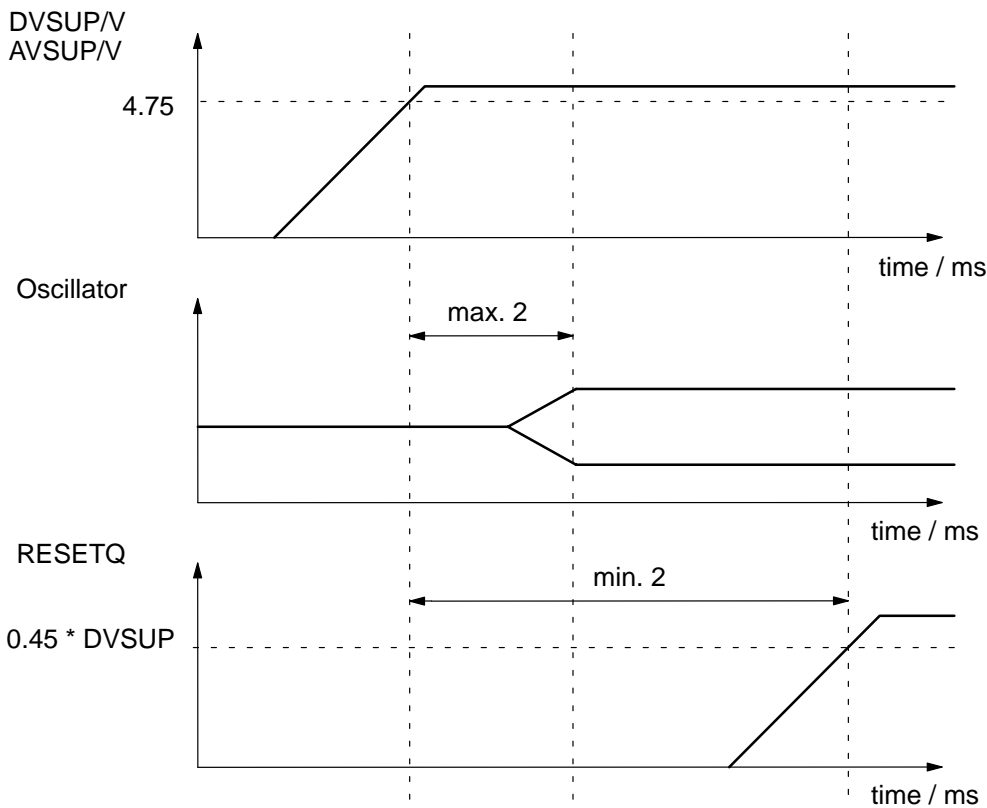 DVSUP/V
AVSUP/V
4.75
time / ms
Oscillator
max. 2
time / ms
RESETQ
min. 2
0.45 * DVSUP
time / ms